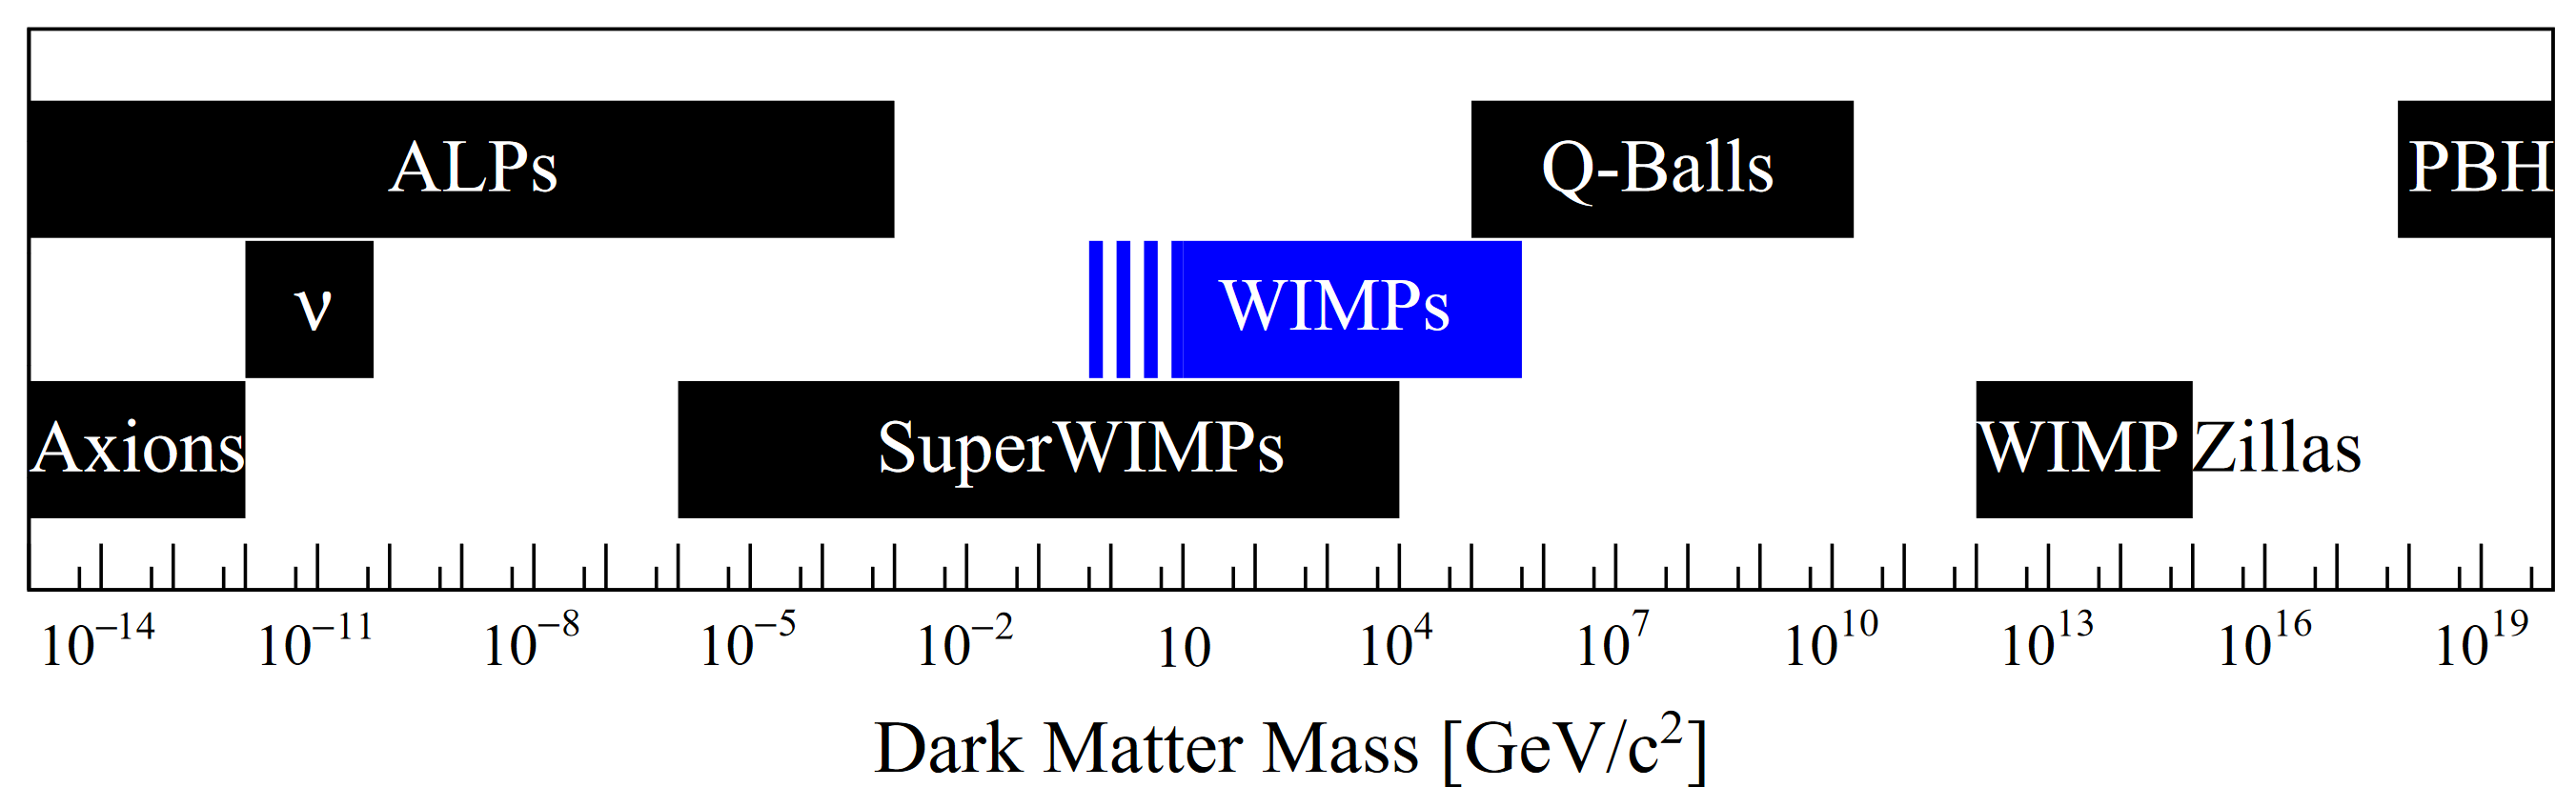 ALPs Q-Balls PBH
ν WIMPs
Axions SuperWIMPs WIMP Zillas
10⁻¹⁴ 10⁻¹¹ 10⁻⁸ 10⁻⁵ 10⁻² 10 10⁴ 10⁷ 10¹⁰ 10¹³ 10¹⁶ 10¹⁹
Dark Matter Mass [GeV/c²]